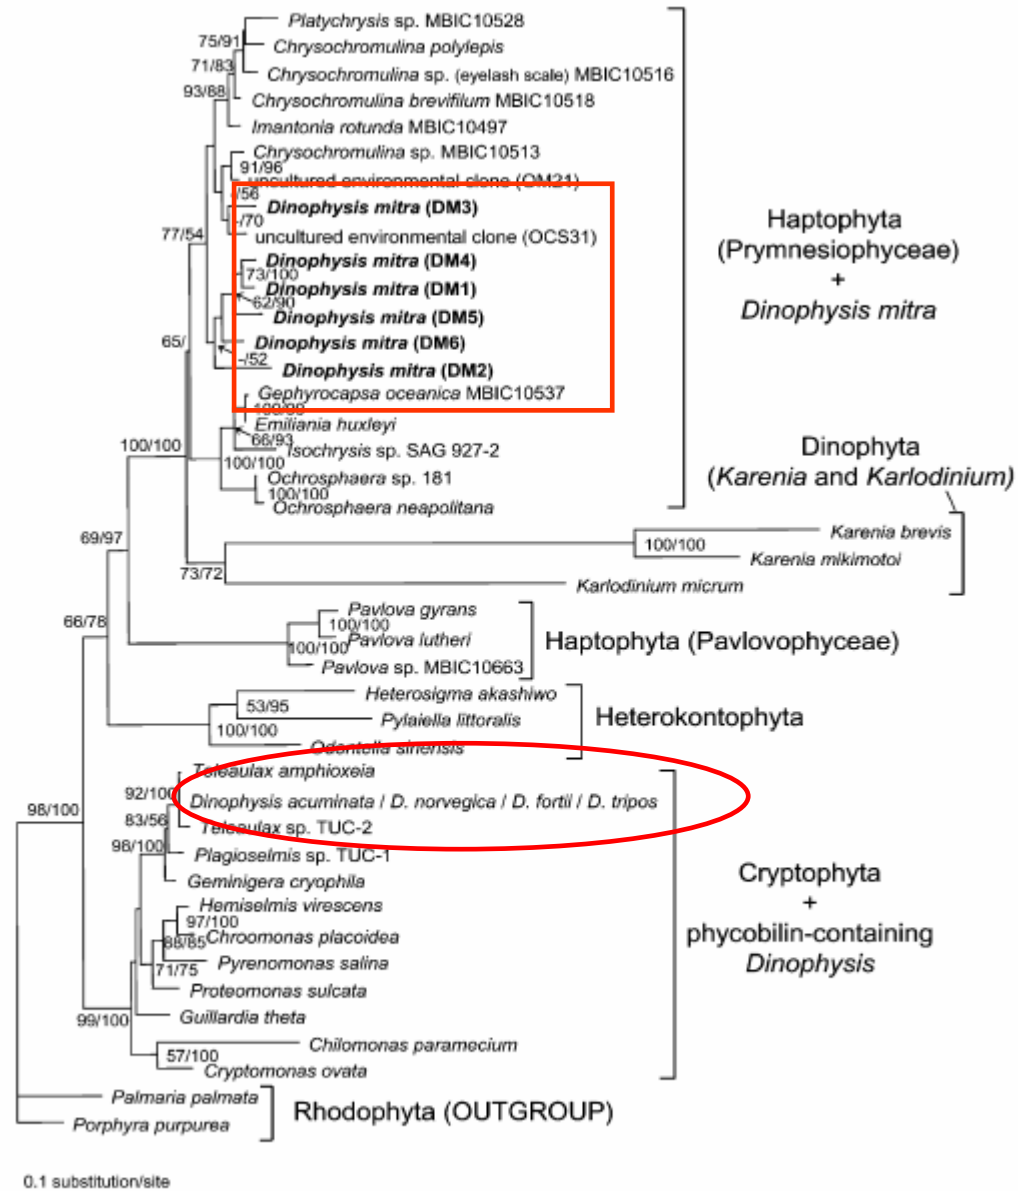 Platychrysis sp. MBIC10528
75/91
Chrysochromulina polylepis
71/83
Chrysochromulina sp. (eyelash scale) MBIC10516
93/88
Chrysochromulina brevifilum MBIC10518
Imantonia rotunda MBIC10497
Chrysochromulina sp. MBIC10513
91/96
uncultured environmental clone (OM21)
-/56
Dinophysis mitra (DM3)
-/70
uncultured environmental clone (OCS31)
77/54
Haptophyta
(Prymnesiophyceae)
+
Dinophysis mitra
Dinophysis mitra (DM4)
73/100
Dinophysis mitra (DM1)
62/90
Dinophysis mitra (DM5)
Dinophysis mitra (DM6)
65/
-/52
Dinophysis mitra (DM2)
Gephyrocapsa oceanica MBIC10537
Emiliania huxleyi
66/93
Isochrysis sp. SAG 927-2
100/100
100/100
Ochrosphaera sp. 181
100/100
Ochrosphaera neapolitana
Dinophyta
(Karenia and Karlodinium)
Karenia brevis
100/100
Karenia mikimotoi
69/97
73/72
Karlodinium micrum
Pavlova gyrans
100/100
66/78
Pavlova lutheri
100/100
Pavlova sp. MBIC10663
Haptophyta (Pavlovophyceae)
Heterosigma akashiwo
53/95
Pylaiella littoralis
100/100
Odontella sinensis
Heterokontophyta
Teleaulax amphioxeia
92/100
Dinophysis acuminata / D. norvegica / D. fortii / D. tripos
98/100
83/56
Teleaulax sp. TUC-2
98/100
Plagioselmis sp. TUC-1
Geminigera cryophila
Cryptophyta
+
phycobilin-containing
Dinophysis
Hemiselmis virescens
97/100
Chroomonas placoidea
88/85
Pyrenomonas salina
71/75
Proteomonas sulcata
Guillardia theta
99/100
Chilomonas paramecium
57/100
Cryptomonas ovata
Palmaria palmata
Rhodophyta (OUTGROUP)
Porphyra purpurea
0.1 substitution/site